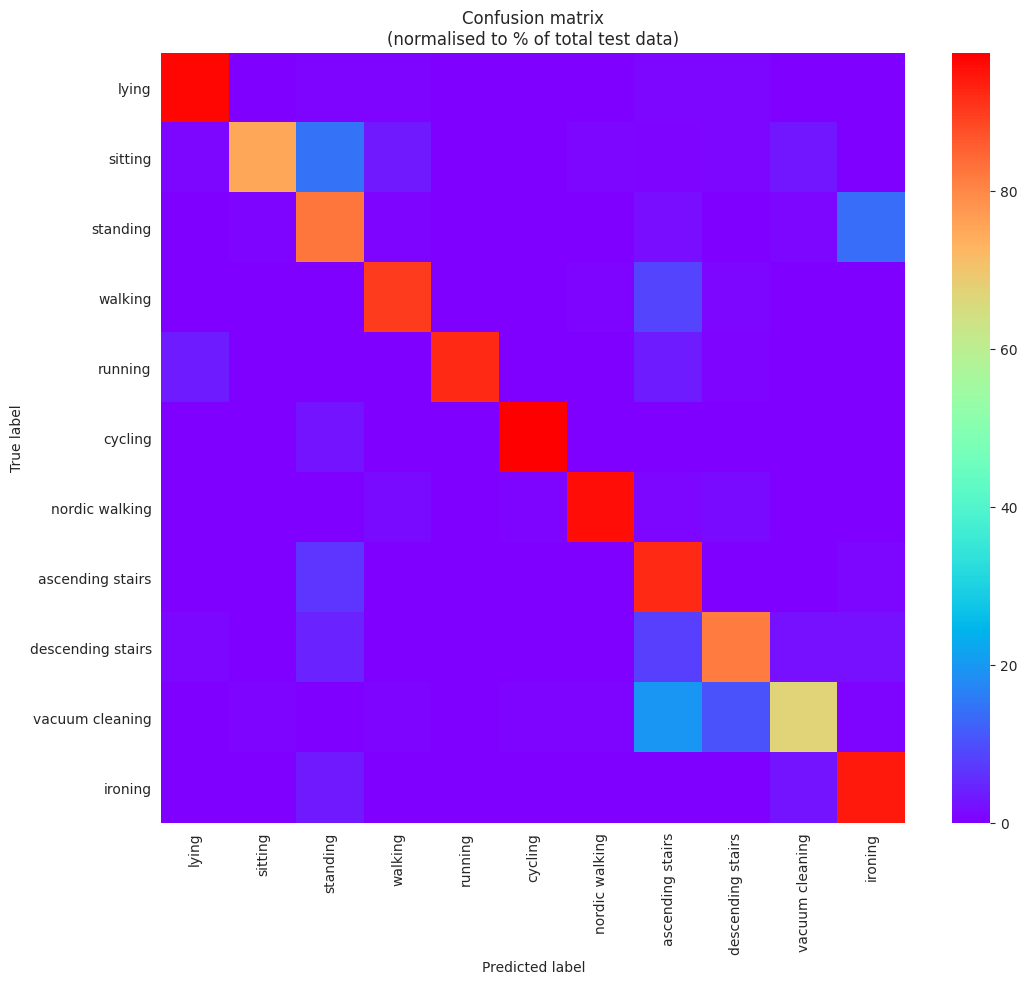 Confusion matrix
(normalised to % of total test data)
True label
lying
sitting
standing
walking
running
cycling
nordic walking
ascending stairs
descending stairs
vacuum cleaning
ironing
lying
sitting
standing
walking
running
cycling
nordic walking
ascending stairs
descending stairs
vacuum cleaning
ironing
Predicted label
80
60
40
20
0